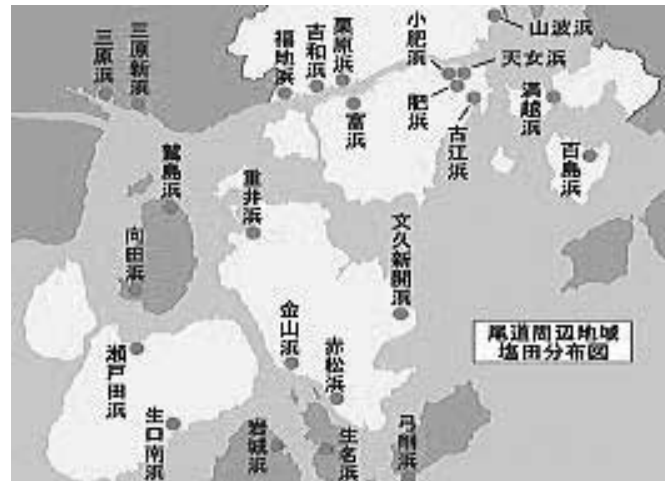 三原浜
三原新浜
福地浜
吉和浜
栗原浜
富浜
小肥浜
肥浜
山波浜
天女浜
古江浜
満越浜
百島浜
鷲島浜
向田浜
重井浜
文久新開浜
金山浜
赤松浜
瀬戸田浜
生口南浜
岩城浜
生名浜
弓削浜
尾道周辺地域
塩田分布図